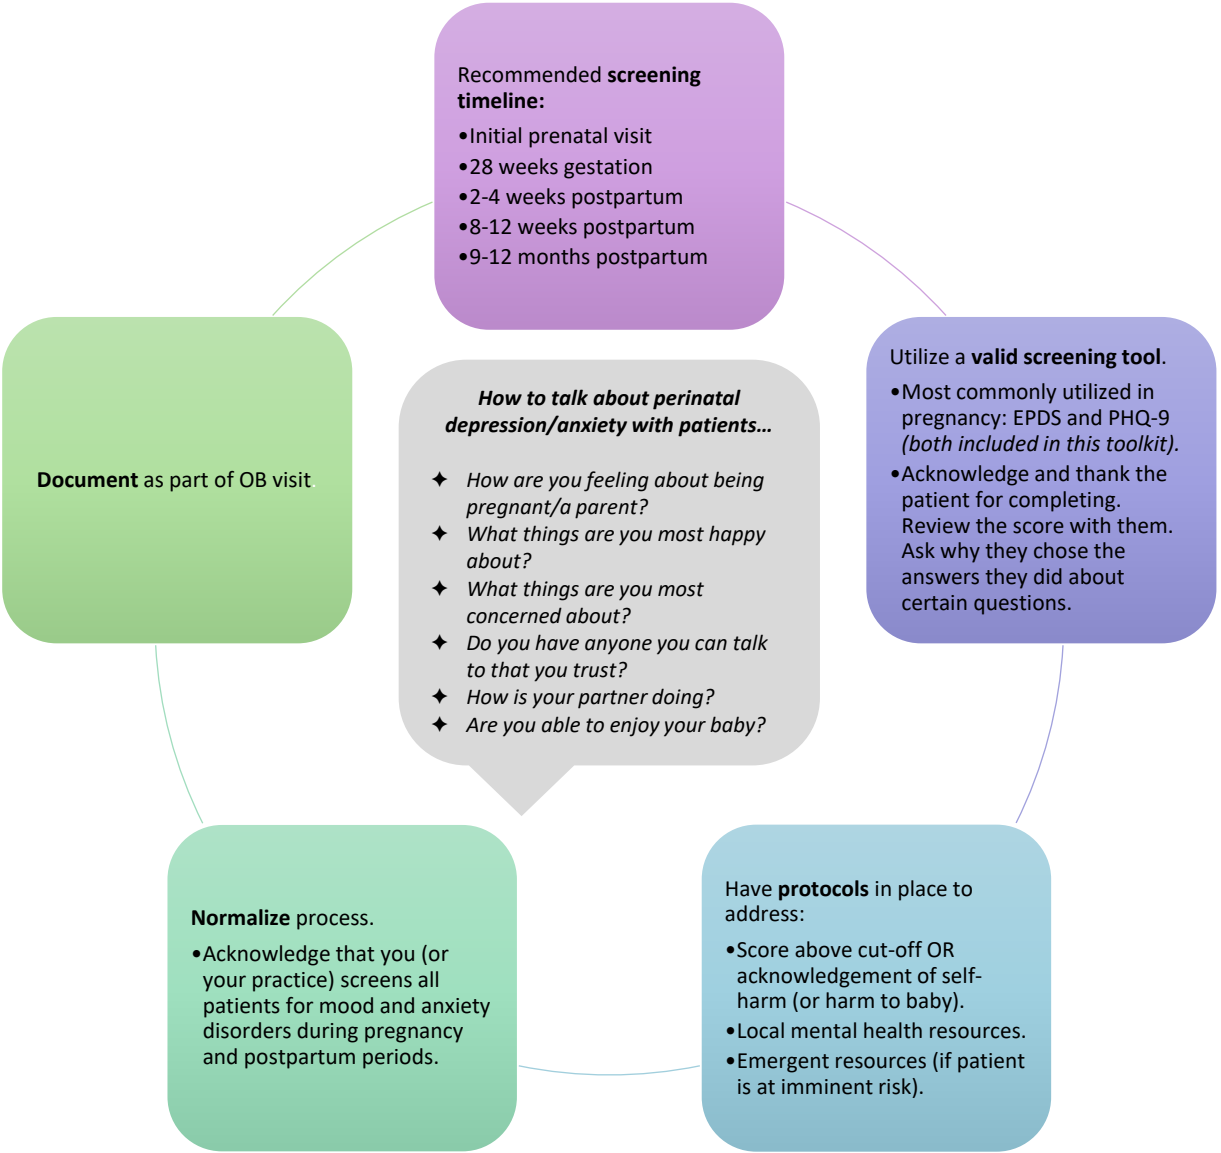 Recommended screening
timeline:
•Initial prenatal visit
•28 weeks gestation
•2-4 weeks postpartum
•8-12 weeks postpartum
•9-12 months postpartum
Utilize a valid screening tool.
•Most commonly utilized in
pregnancy: EPDS and PHQ-9
(both included in this toolkit).
•Acknowledge and thank the
patient for completing.
Review the score with them.
Ask why they chose the
answers they did about
certain questions.
Have protocols in place to
address:
•Score above cut-off OR
acknowledgement of self-
harm (or harm to baby).
•Local mental health resources.
•Emergent resources (if patient
is at imminent risk).
Normalize process.
•Acknowledge that you (or
your practice) screens all
patients for mood and anxiety
disorders during pregnancy
and postpartum periods.
Document as part of OB visit.
How to talk about perinatal
depression/anxiety with patients…
✦ How are you feeling about being
pregnant/a parent?
✦ What things are you most happy
about?
✦ What things are you most
concerned about?
✦ Do you have anyone you can talk
to that you trust?
✦ How is your partner doing?
✦ Are you able to enjoy your baby?